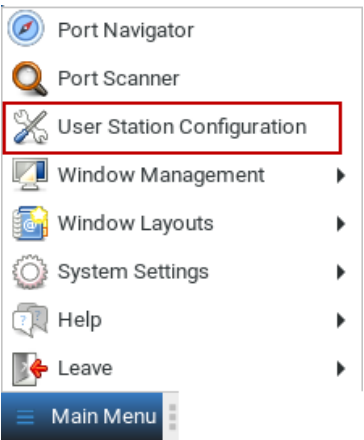 Port Navigator
Port Scanner
User Station Configuration
Window Management
Window Layouts
System Settings
Help
Leave
Main Menu